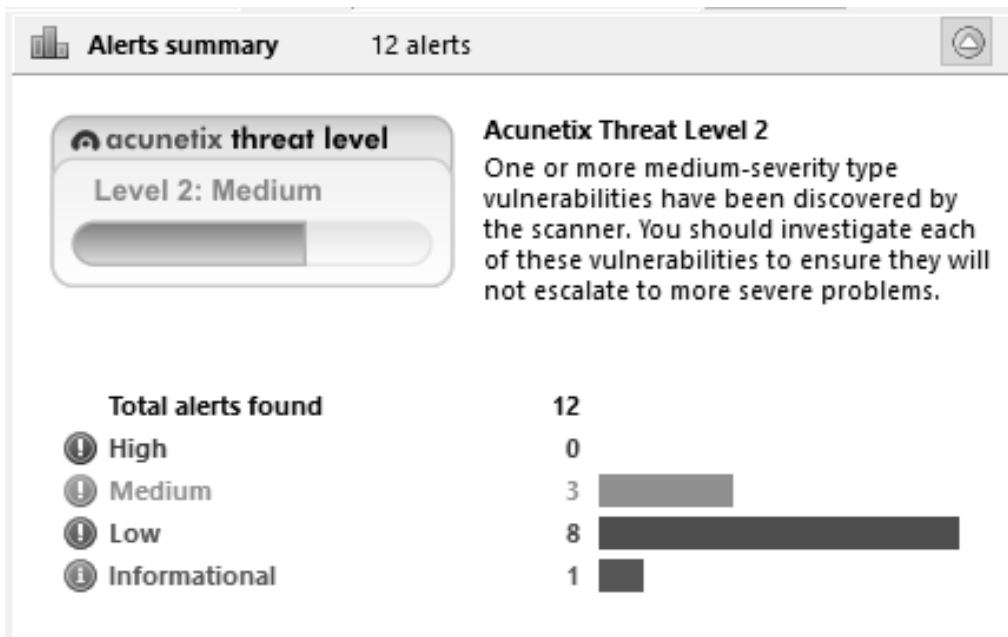 Alerts summary 12 alerts
acunetix threat level
Level 2: Medium
Acunetix Threat Level 2
One or more medium-severity type
vulnerabilities have been discovered by
the scanner. You should investigate each
of these vulnerabilities to ensure they will
not escalate to more severe problems.
Total alerts found 12
High 0
Medium 3
Low 8
Informational 1